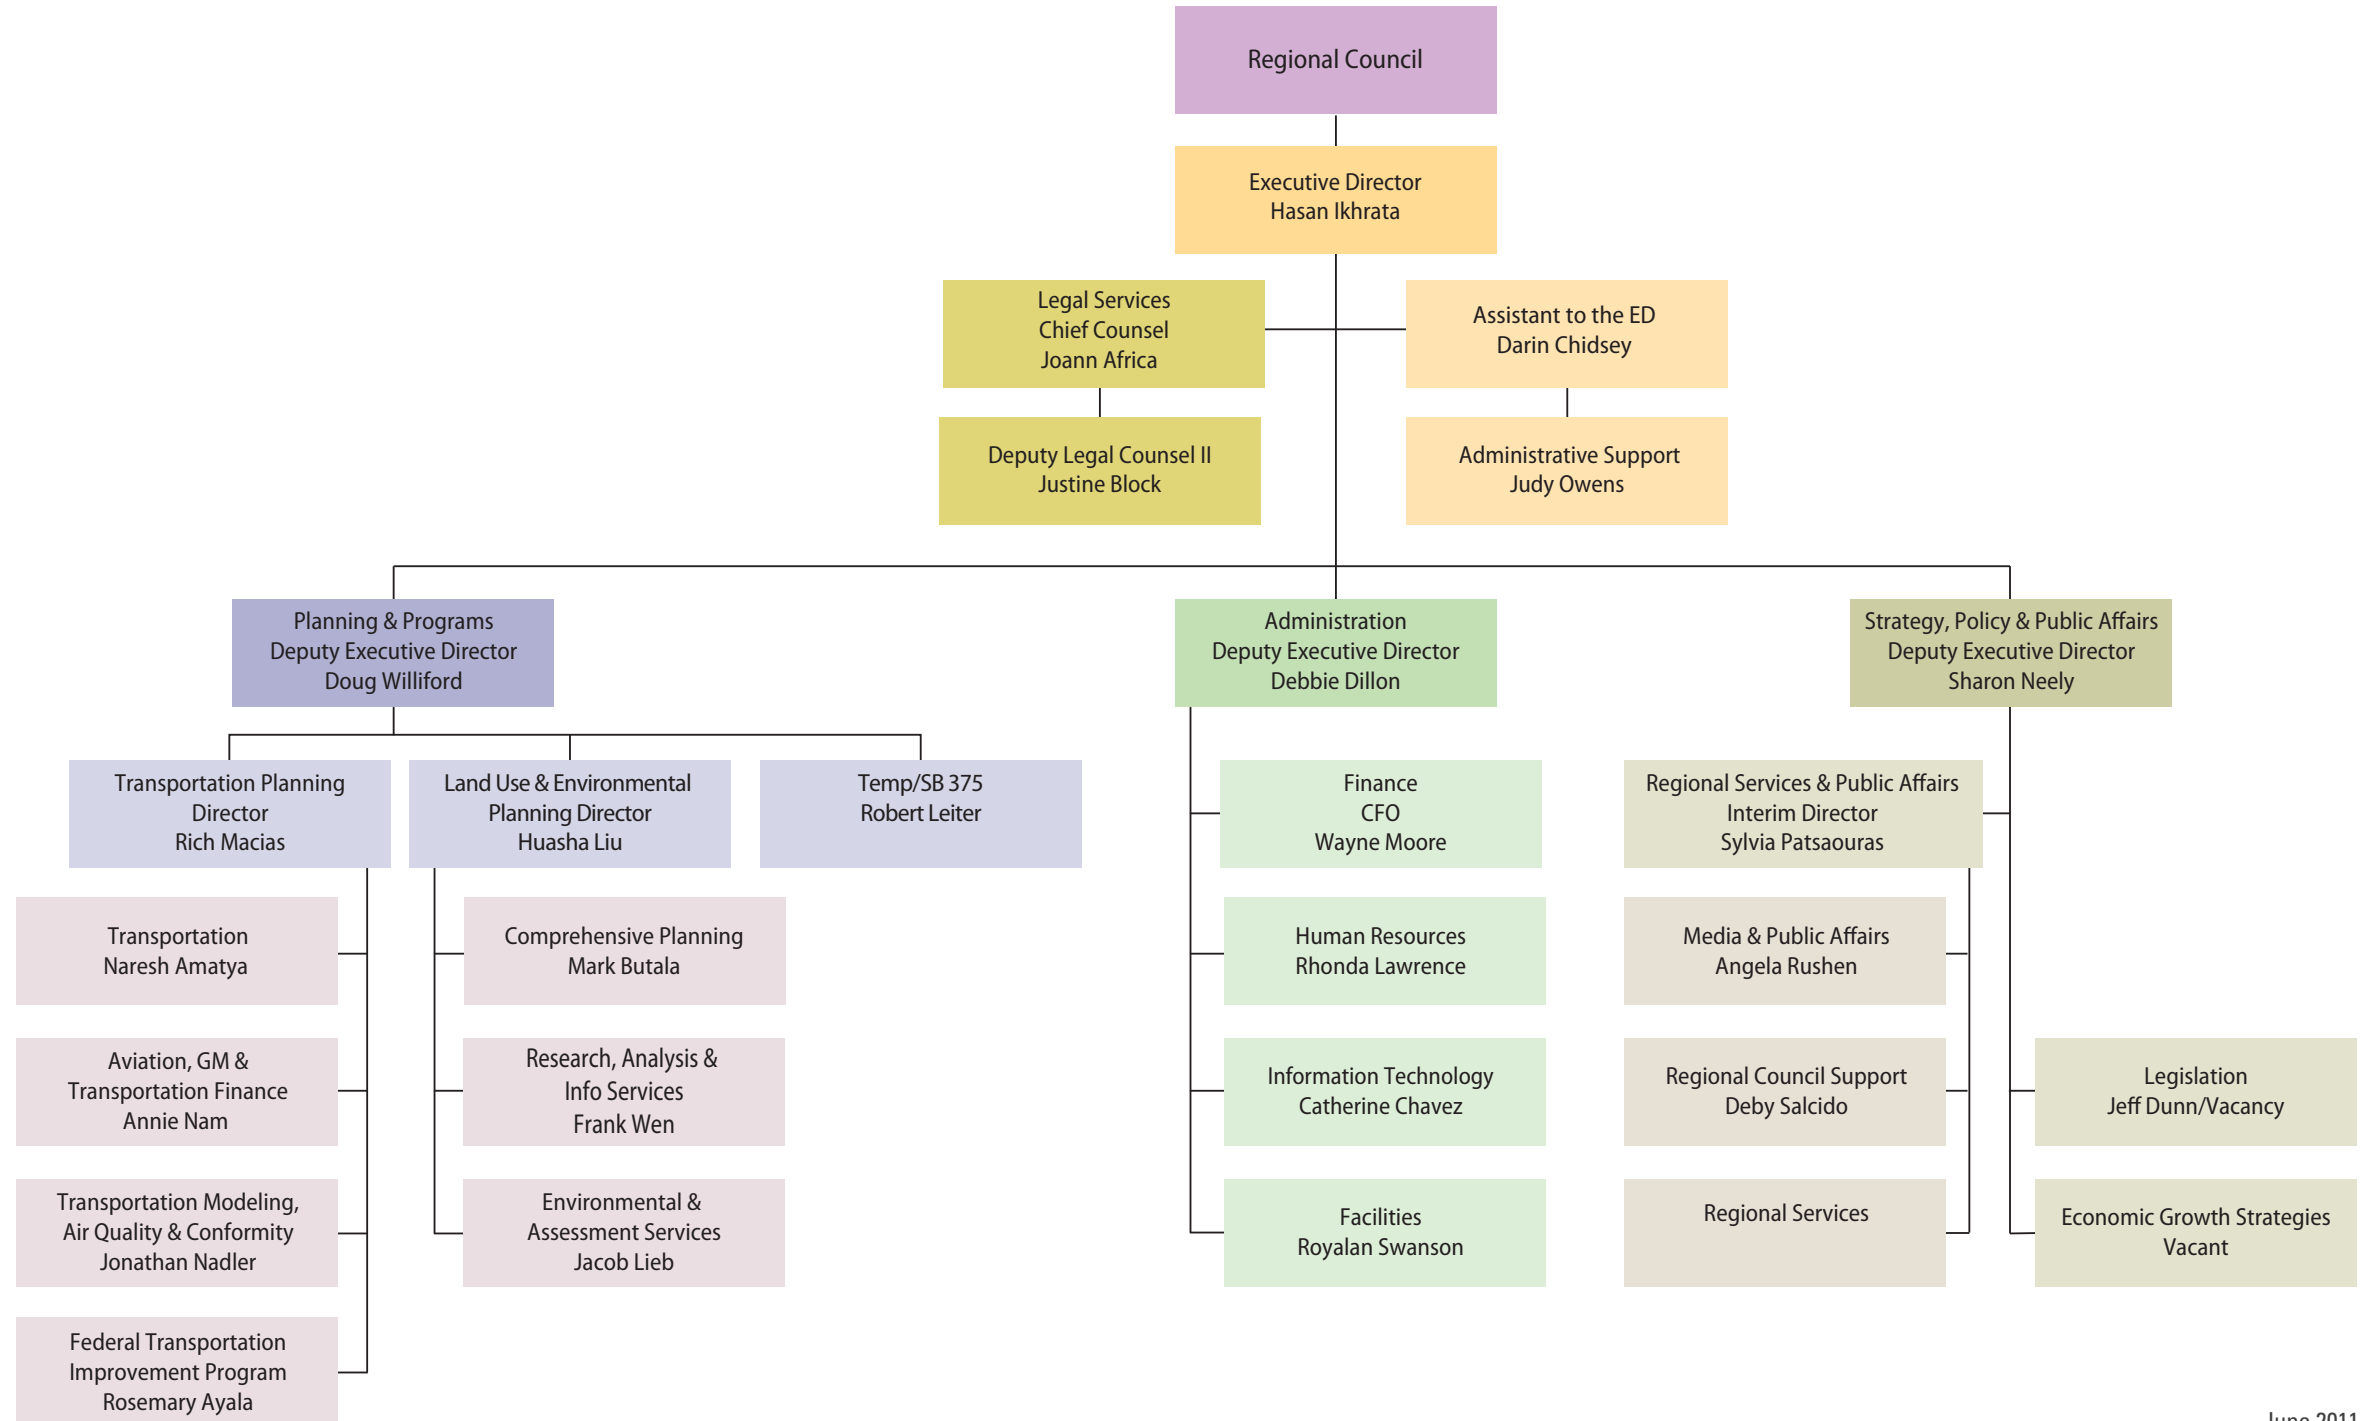 Regional Council
Executive Director
Hasan Ikhrata
Legal Services
Chief Counsel
Joann Africa
Assistant to the ED
Darin Chidsey
Deputy Legal Counsel II
Justine Block
Administrative Support
Judy Owens
Planning & Programs
Deputy Executive Director
Doug Williford
Administration
Deputy Executive Director
Debbie Dillon
Strategy, Policy & Public Affairs
Deputy Executive Director
Sharon Neely
Transportation Planning
Director
Rich Macias
Land Use & Environmental
Planning Director
Huasha Liu
Temp/SB 375
Robert Leiter
Finance
CFO
Wayne Moore
Regional Services & Public Affairs
Interim Director
Sylvia Patsaouras
Transportation
Naresh Amatya
Comprehensive Planning
Mark Butala
Human Resources
Rhonda Lawrence
Media & Public Affairs
Angela Rushen
Aviation, GM &
Transportation Finance
Annie Nam
Research, Analysis &
Info Services
Frank Wen
Information Technology
Catherine Chavez
Regional Council Support
Deby Salcido
Legislation
Jeff Dunn/Vacancy
Transportation Modeling,
Air Quality & Conformity
Jonathan Nadler
Environmental &
Assessment Services
Jacob Lieb
Facilities
Royalan Swanson
Regional Services
Economic Growth Strategies
Vacant
Federal Transportation
Improvement Program
Rosemary Ayala
June 2011